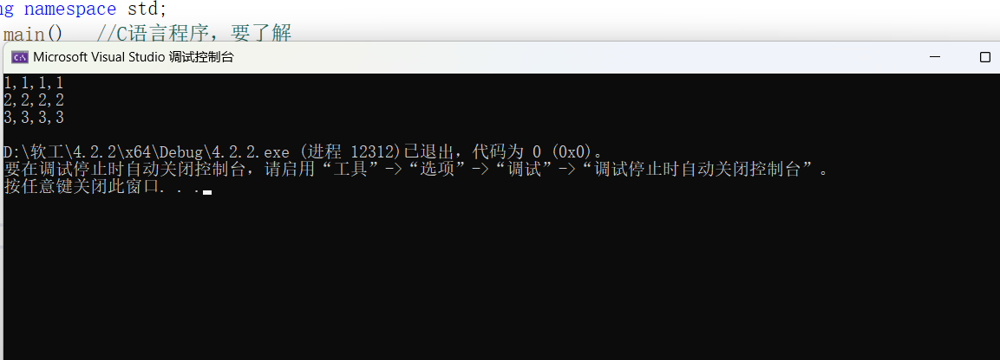 ng namespace std;
main()   //C语言程序，要了解
Microsoft Visual Studio 调试控制台
1,1,1,1
2,2,2,2
3,3,3,3
D:\软工\4.2.2\x64\Debug\4.2.2.exe (进程 12312)已退出，代码为 0 (0x0)。
要在调试停止时自动关闭控制台，请启用“工具”->“选项”->“调试”->“调试停止时自动关闭控制台”。
按任意键关闭此窗口. . .